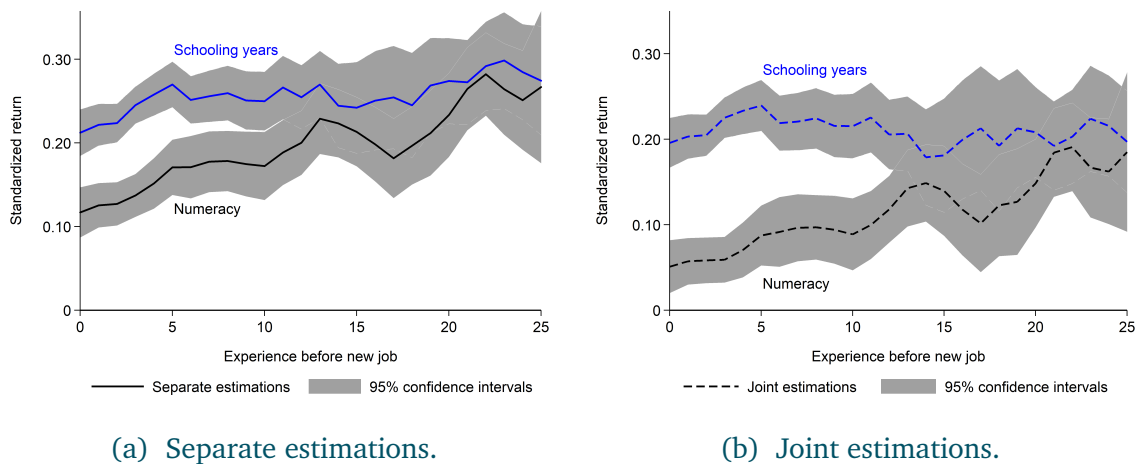 Standardized return
0.30
0.20
0.10
0
Schooling years
Numeracy
0 5 10 15 20 25
Experience before new job
Separate estimations 95% confidence intervals
(a) Separate estimations.
Standardized return
0.30
0.20
0.10
0
Schooling years
Numeracy
0 5 10 15 20 25
Experience before new job
Joint estimations 95% confidence intervals
(b) Joint estimations.